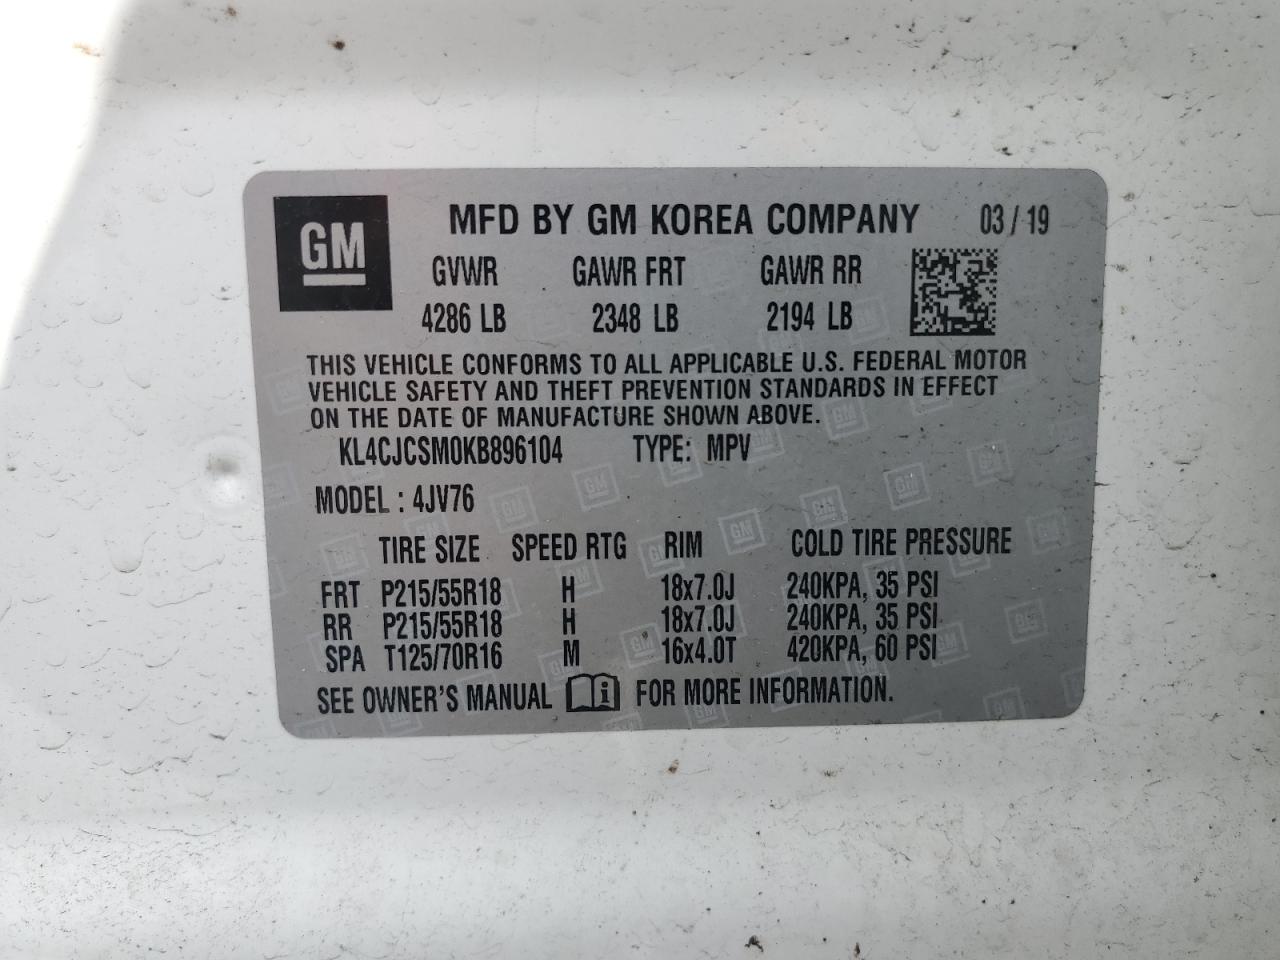 GM
MFD BY GM KOREA COMPANY 03 / 19
GVWR GAWR FRT GAWR RR
4286 LB 2348 LB 2194 LB
THIS VEHICLE CONFORMS TO ALL APPLICABLE U.S. FEDERAL MOTOR
VEHICLE SAFETY AND THEFT PREVENTION STANDARDS IN EFFECT
ON THE DATE OF MANUFACTURE SHOWN ABOVE.
KL4CJCSM0KB896104 TYPE: MPV
MODEL : 4JV76
TIRE SIZE SPEED RTG RIM COLD TIRE PRESSURE
FRT P215/55R18 H 18x7.0J 240KPA, 35 PSI
RR P215/55R18 H 18x7.0J 240KPA, 35 PSI
SPA T125/70R16 M 16x4.0T 420KPA, 60 PSI
SEE OWNER'S MANUAL i FOR MORE INFORMATION.